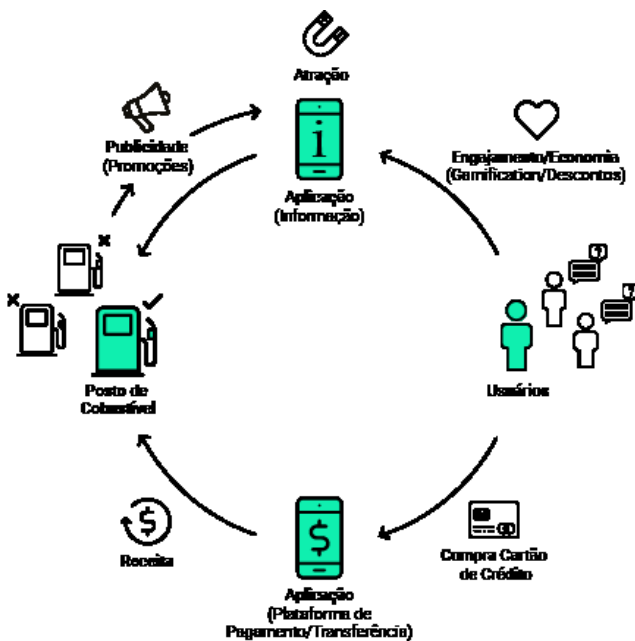 Atração
Publicidade
(Promoções)
i
Aplicação
(Informação)
Engajamento/Economia
(Gamification/Descontos)
?
?
Posto de
Cobustível
Usuários
$
Receita
$
Aplicação
(Plataforma de
Pagamento/Transferência)
Compra Cartão
de Crédito